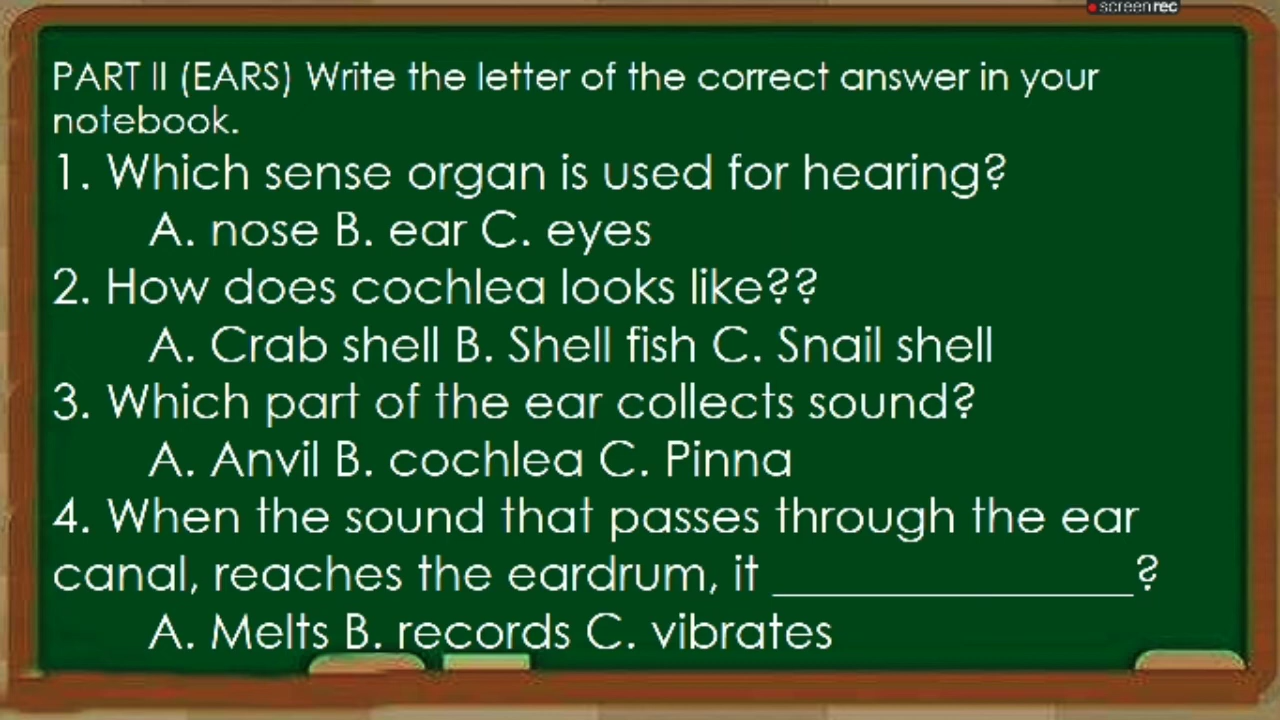 screenrec
PART II (EARS) Write the letter of the correct answer in your
notebook.
1. Which sense organ is used for hearing?
A. nose B. ear C. eyes
2. How does cochlea looks like??
A. Crab shell B. Shell fish C. Snail shell
3. Which part of the ear collects sound?
A. Anvil B. cochlea C. Pinna
4. When the sound that passes through the ear
canal, reaches the eardrum, it _______________?
A. Melts B. records C. vibrates